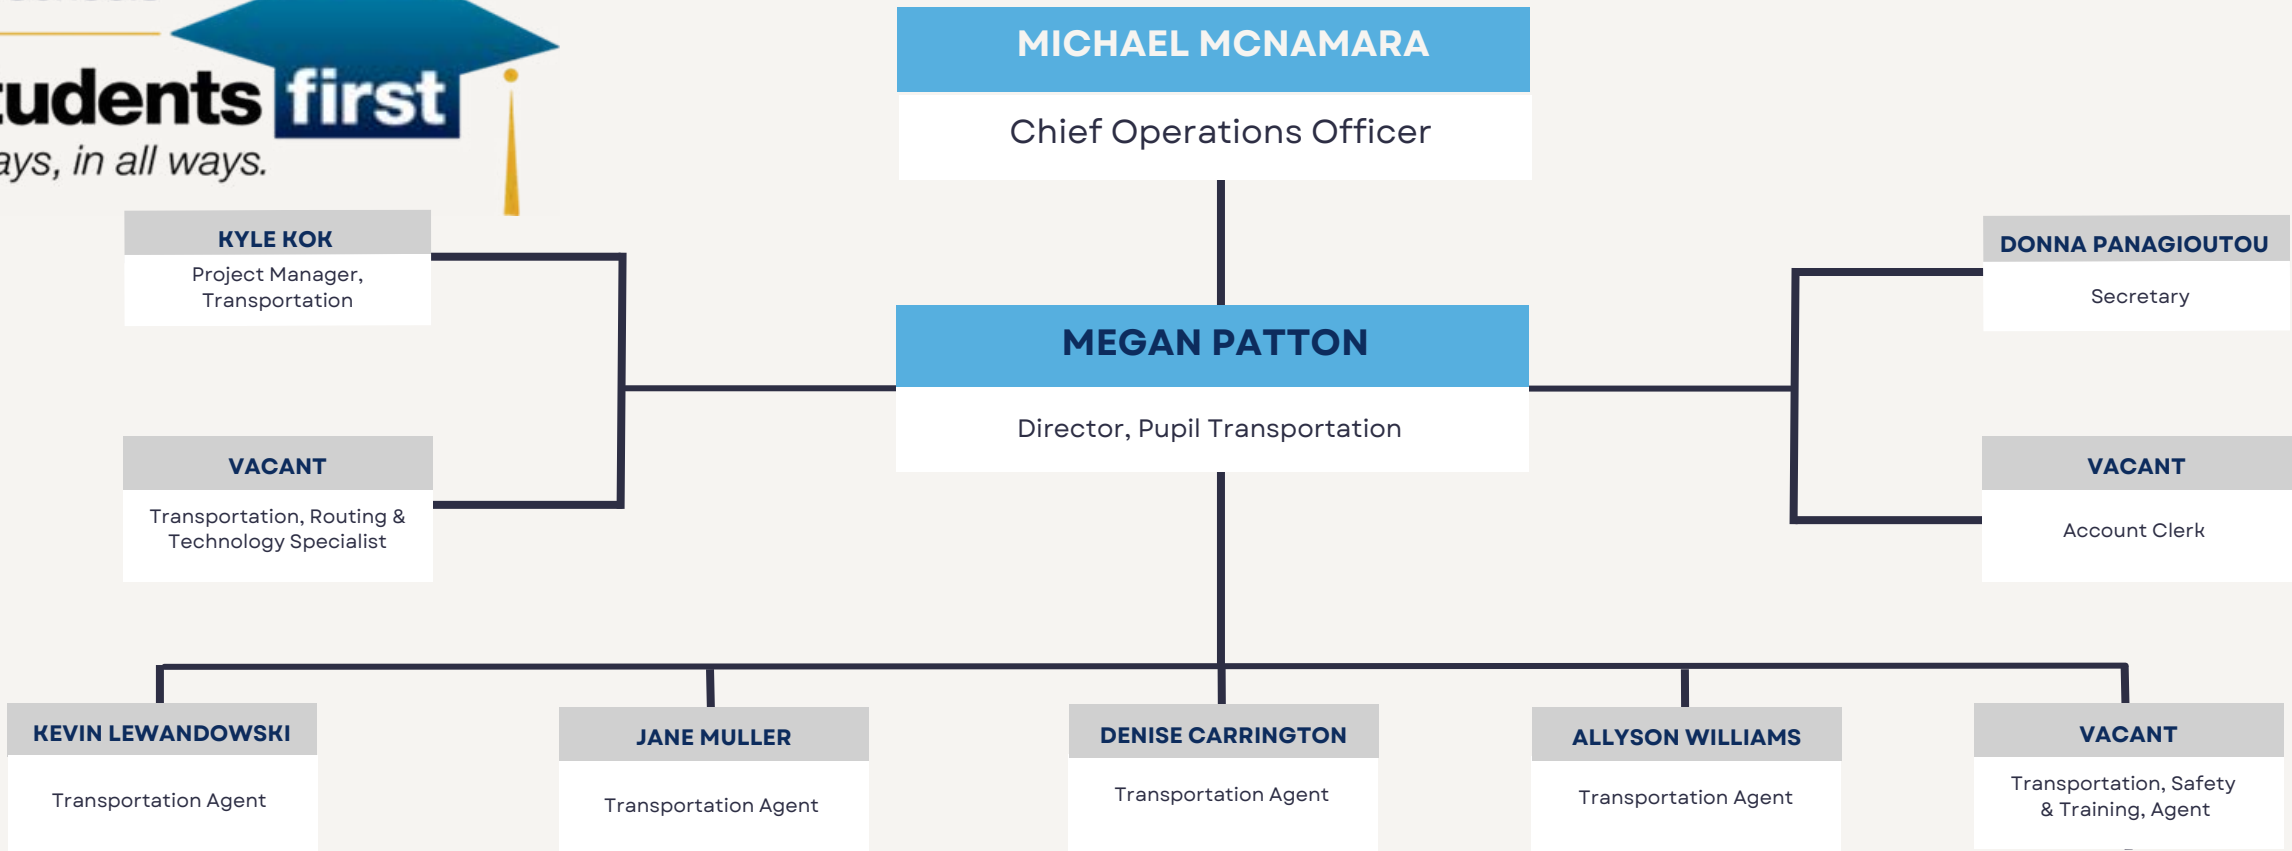 first
in all ways.
MICHAEL MCNAMARA
Chief Operations Officer
KYLE KOK
Project Manager,
Transportation
DONNA PANAGIOUTOU
Secretary
MEGAN PATTON
Director, Pupil Transportation
VACANT
Transportation, Routing &
Technology Specialist
VACANT
Account Clerk
KEVIN LEWANDOWSKI
Transportation Agent
JANE MULLER
Transportation Agent
DENISE CARRINGTON
Transportation Agent
ALLYSON WILLIAMS
Transportation Agent
VACANT
Transportation, Safety
& Training, Agent